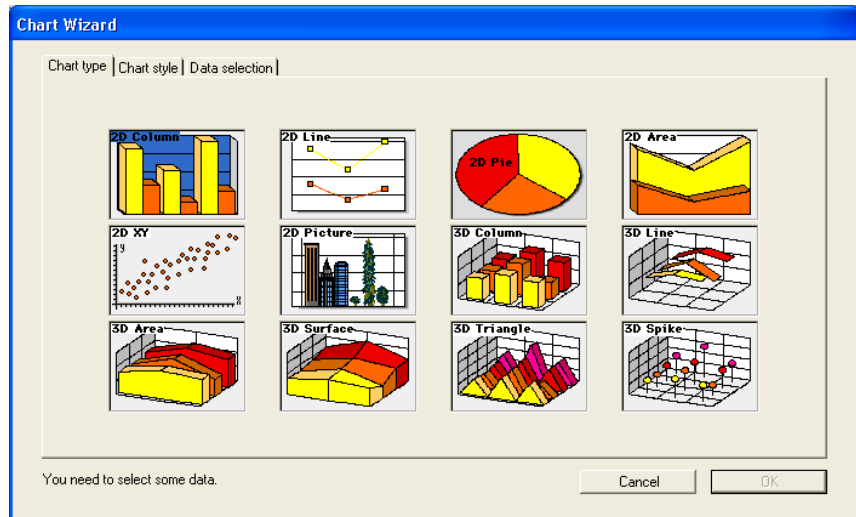 Chart Wizard
Chart type Chart style Data selection
2D Column
2D Line
2D Pie
2D Area
2D XY
y
x
2D Picture
3D Column
3D Line
3D Area
3D Surface
3D Triangle
3D Spike
You need to select some data.
Cancel
OK